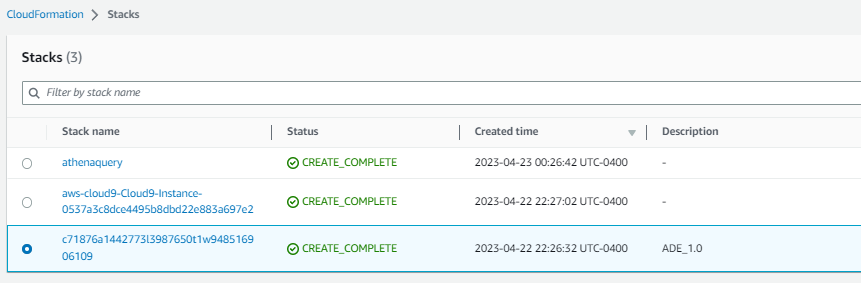 CloudFormation > Stacks
Stacks (3)
Filter by stack name
Stack name Status Created time Description
athenaquery CREATE_COMPLETE 2023-04-23 00:26:42 UTC-0400 -
aws-cloud9-Cloud9-Instance-
0537a3c8dce4495b8dbd22e883a697e2 CREATE_COMPLETE 2023-04-22 22:27:02 UTC-0400 -
c71876a1442773l3987650t1w9485169
06109 CREATE_COMPLETE 2023-04-22 22:26:32 UTC-0400 ADE_1.0